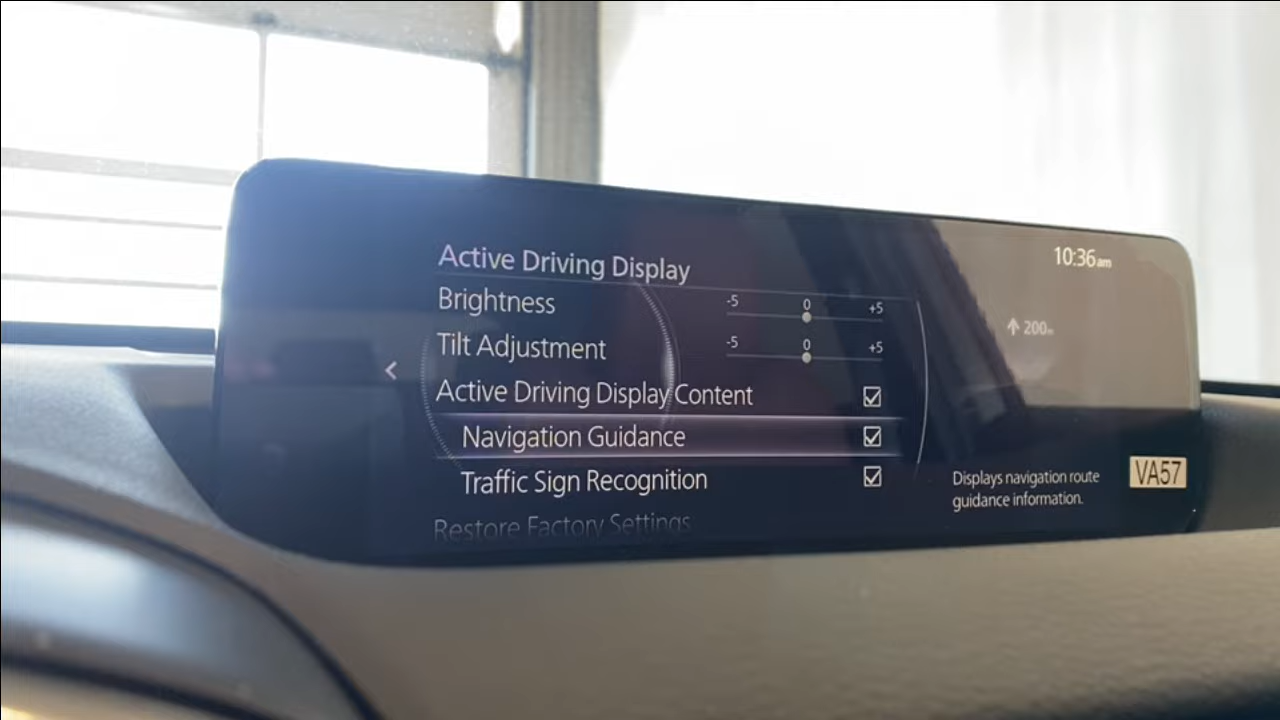 Active Driving Display
10:36am
Brightness
-5 0 +5
Tilt Adjustment
-5 0 +5
200m
Active Driving Display Content
Navigation Guidance
Traffic Sign Recognition
Restore Factory Settings
Displays navigation route
guidance information.
VA57